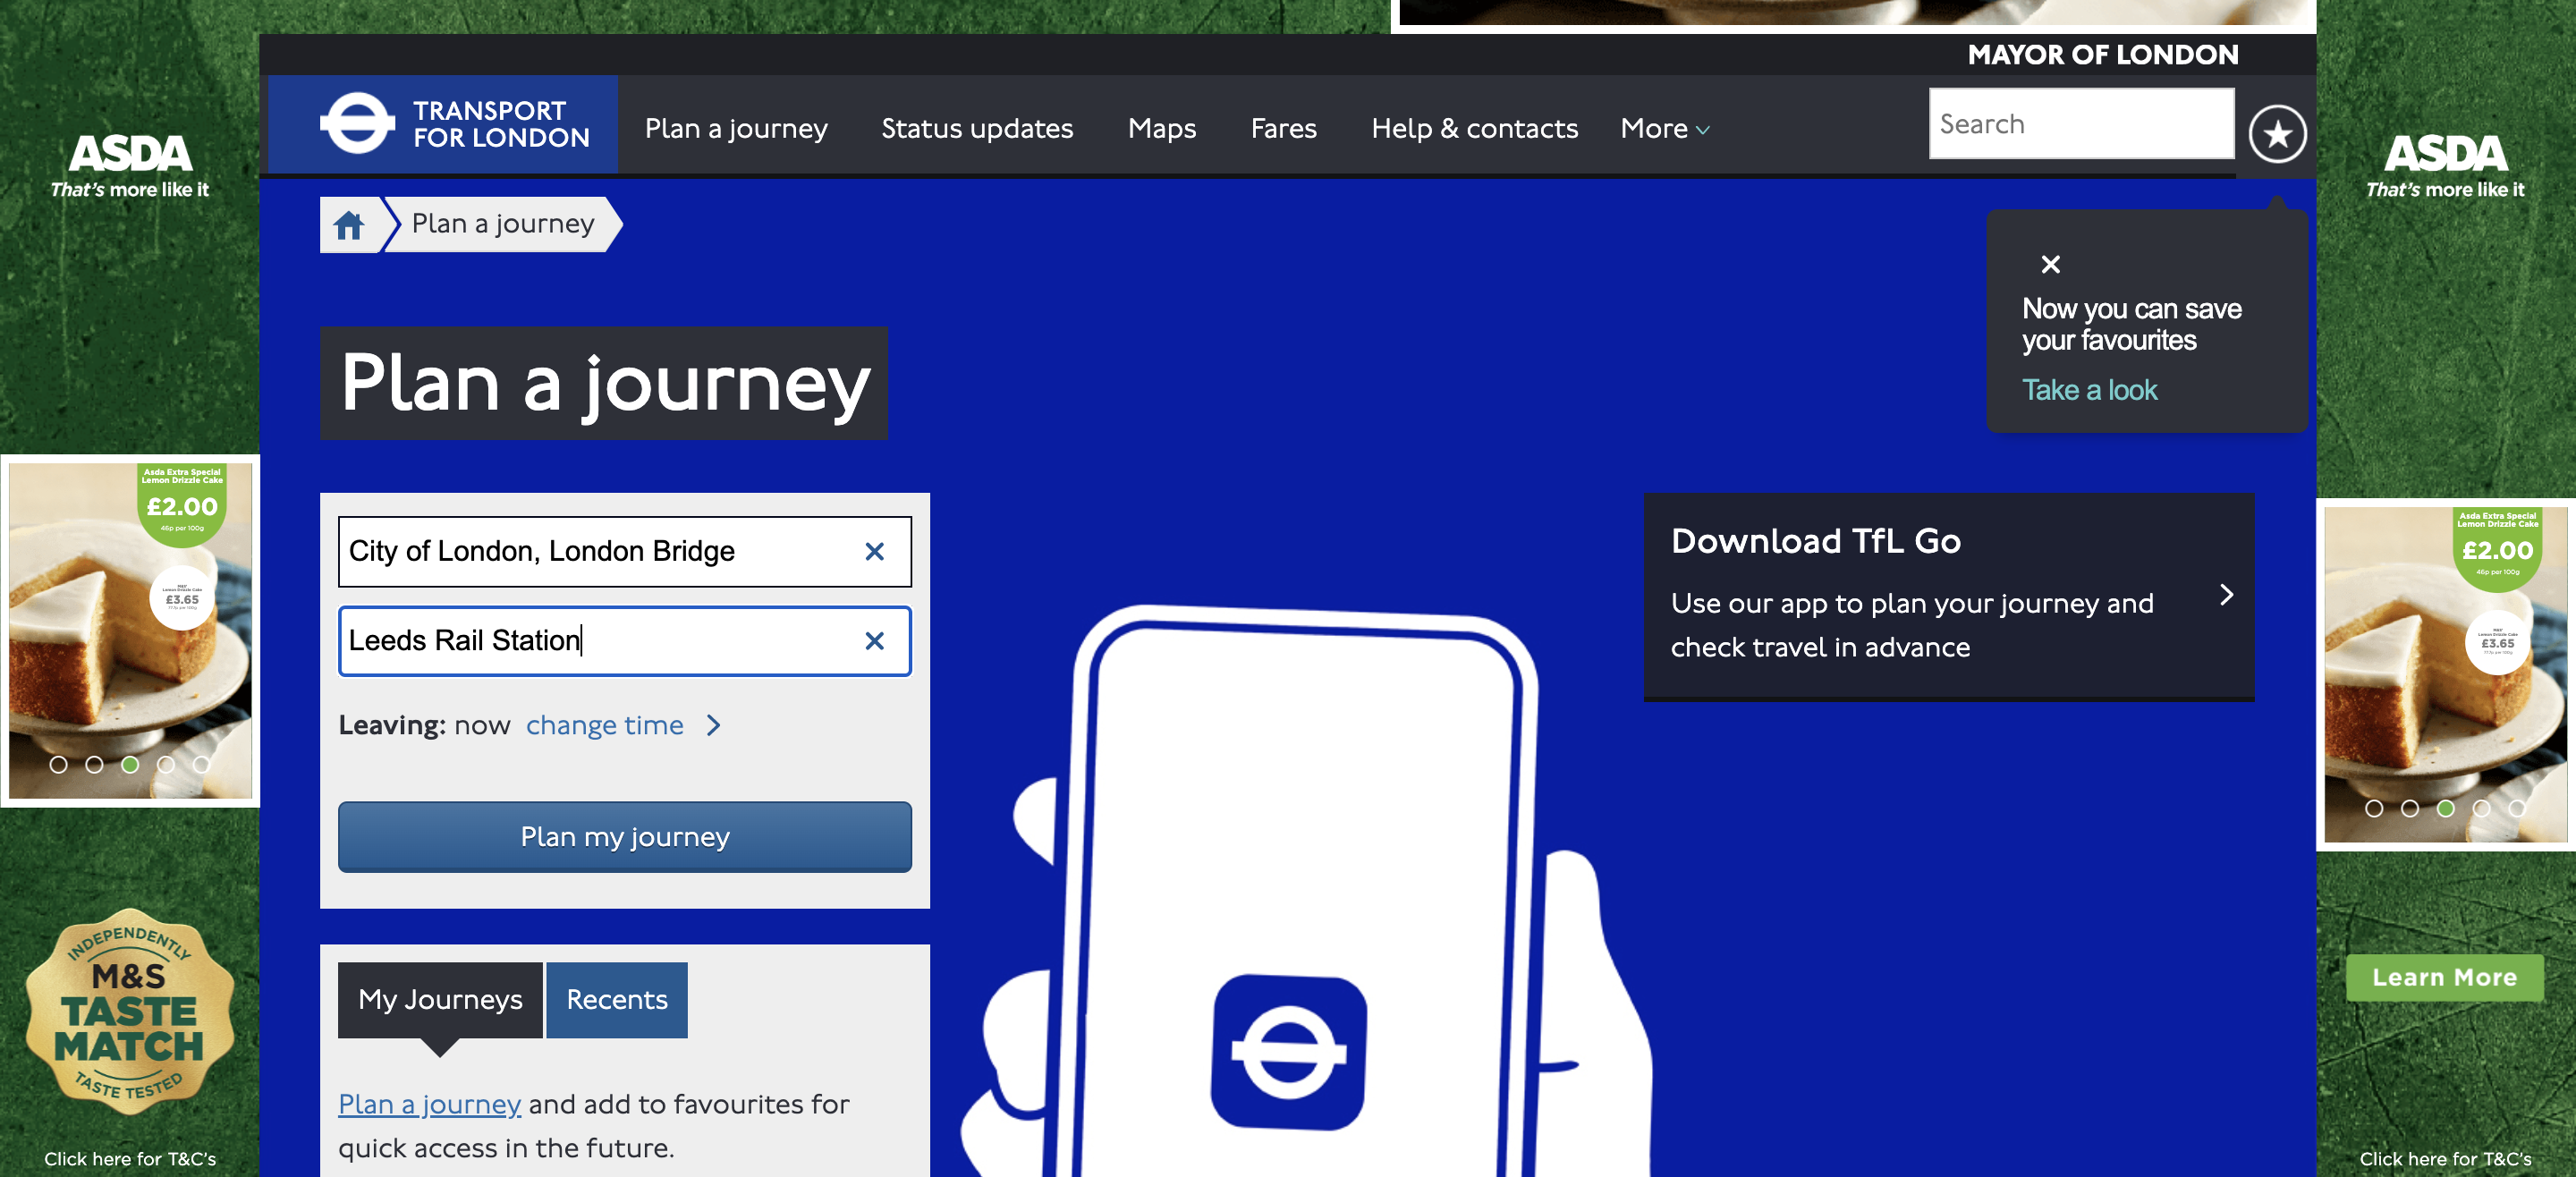 MAYOR OF LONDON
TRANSPORT
FOR LONDON
Plan a journey
Status updates
Maps
Fares
Help & contacts
More
Search
ASDA
That's more like it
ASDA
That's more like it
Plan a journey
Now you can save
your favourites
Take a look
Plan a journey
City of London, London Bridge
Leeds Rail Station
Leaving: now change time
Plan my journey
Download TfL Go
Use our app to plan your journey and
check travel in advance
My Journeys
Recents
Plan a journey and add to favourites for
quick access in the future.
Asda Extra Special
Lemon Drizzle Cake
£2.00
46p per 100g
M&S
Lemon Drizzle Cake
£3.65
INDEPENDENTLY
M&S
TASTE
MATCH
TASTE TESTED
Click here for T&C's
Asda Extra Special
Lemon Drizzle Cake
£2.00
46p per 100g
M&S
Lemon Drizzle Cake
£3.65
Learn More
Click here for T&C's